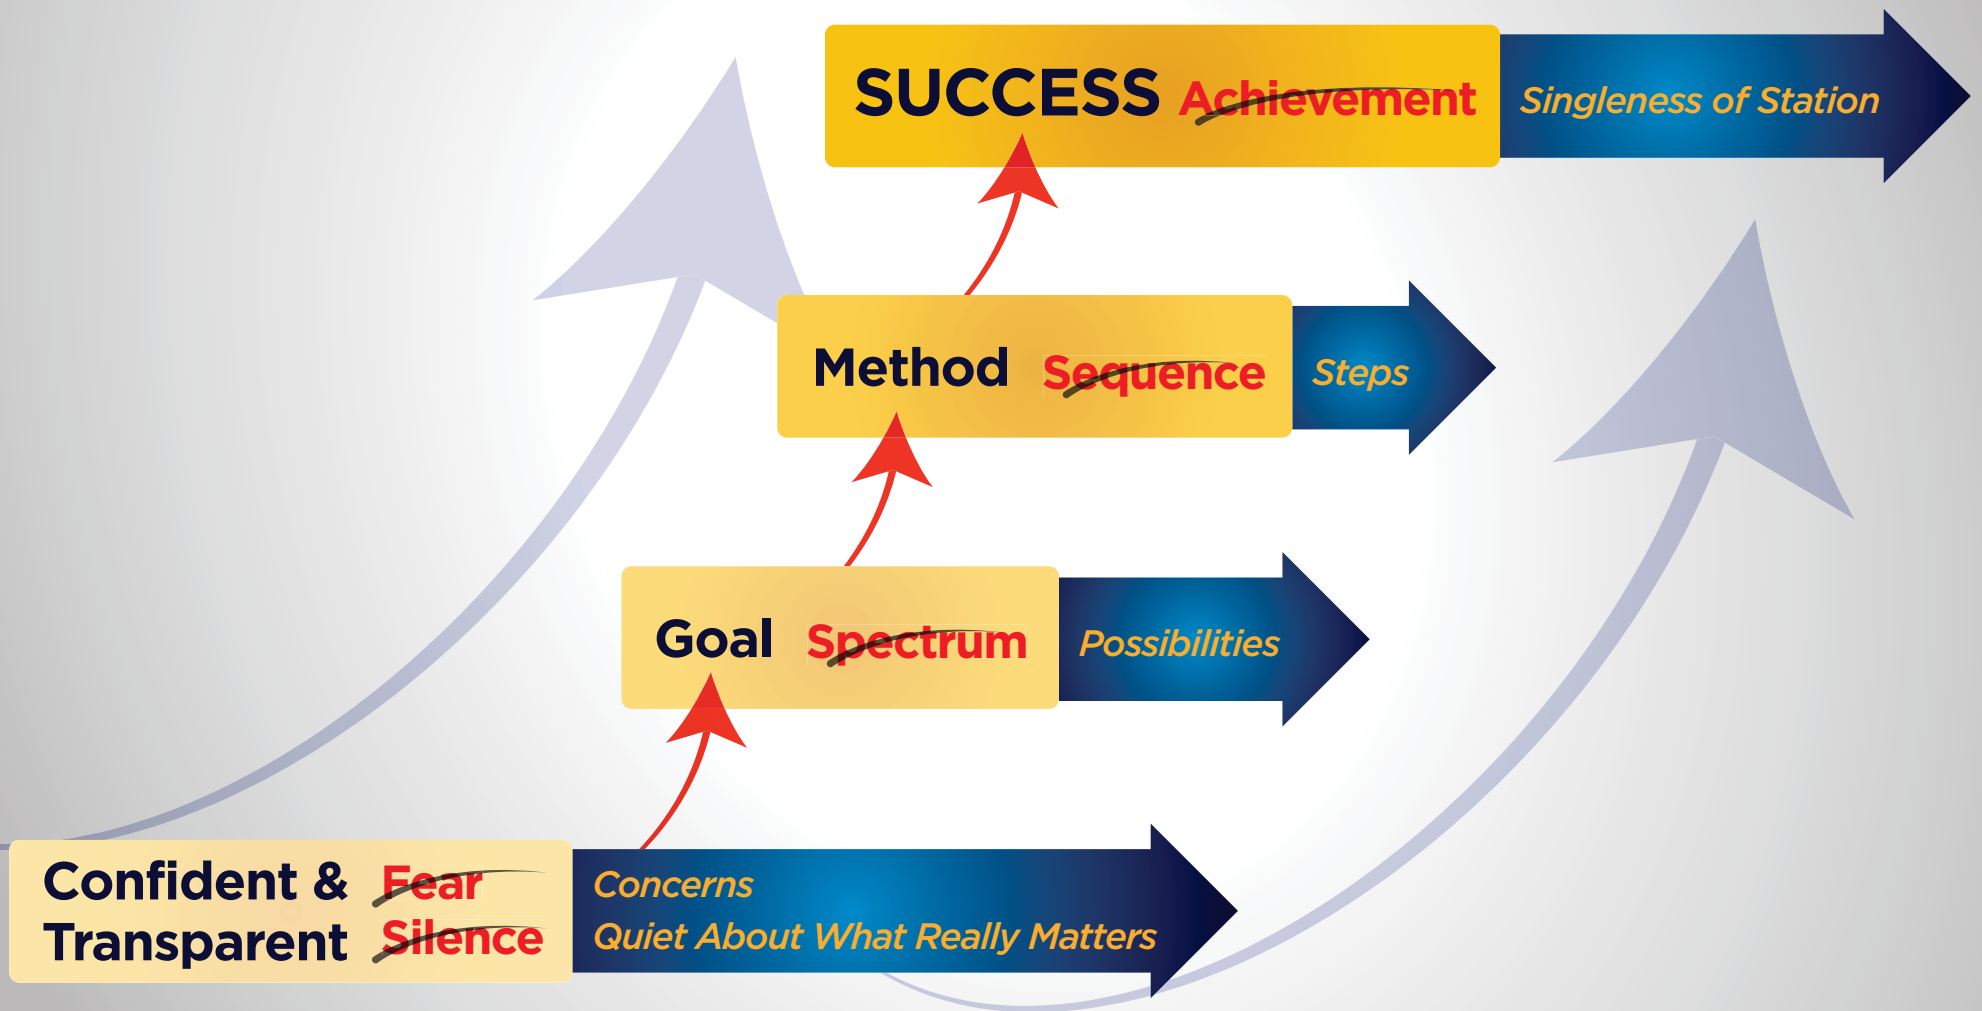 SUCCESS Achievement Singleness of Station
Method Sequence Steps
Goal Spectrum Possibilities
Confident & Fear Concerns
Transparent Silence Quiet About What Really Matters